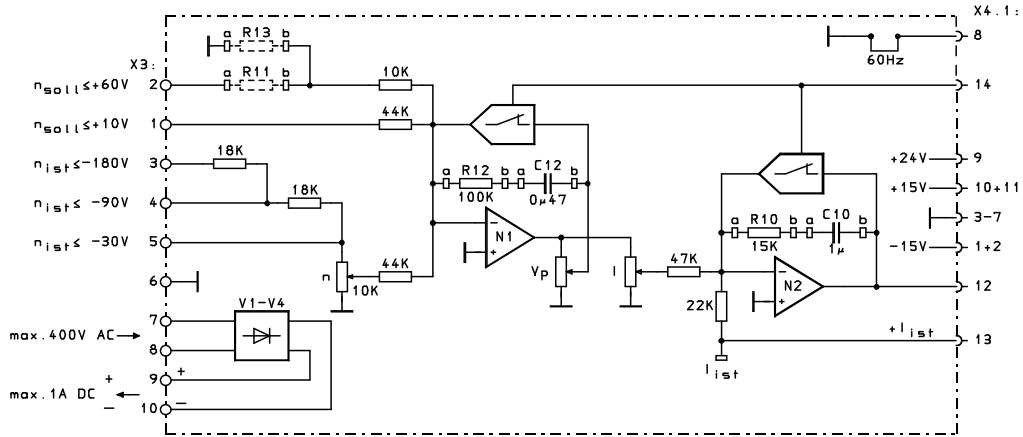 X4.1:
a R13 b
8
60Hz
X3:
a R11 b
10K
nsoll≤+60V 2
14
44K
nsoll≤+10V 1
18K
nist≤-180V 3
+24V 9
a R12 b a C12 b
100K
0µ47
18K
nist≤ -90V 4
+15V 10+11
3-7
a R10 b a C10 b
15K
1µ
N1
-
+
nist≤ -30V 5
-15V 1+2
n
10K
44K
Vp
I
47K
N2
-
+
6
12
22K
V1-V4
7
max.400V AC
8
+Iist 13
Iist
+ 9 +
max.1A DC
- 10 -